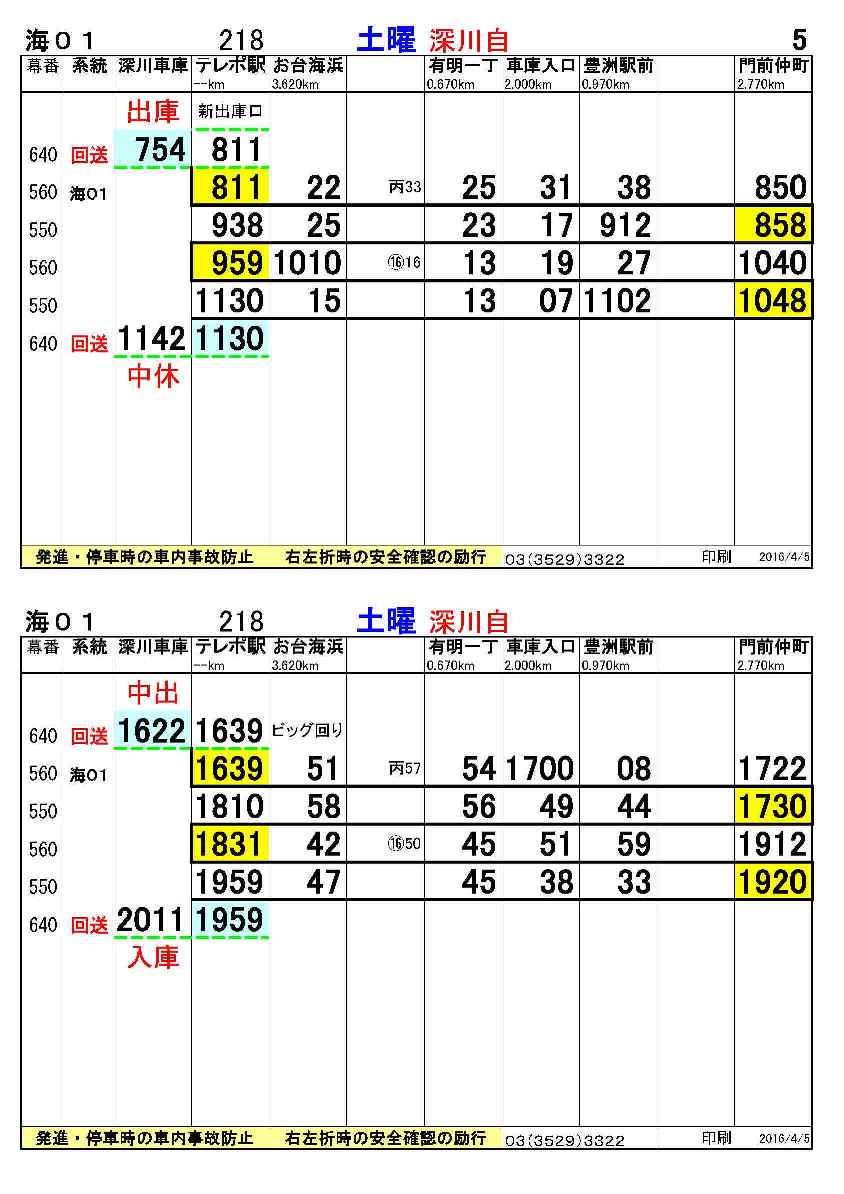 海０１ 218 土曜 深川自 5
幕番 系統 深川車庫 テレポ駅 お台海浜 有明一丁 車庫入口 豊洲駅前 門前仲町
--km 3.620km 0.670km 2.000km 0.970km 2.770km
出庫 新出庫口
640 回送 754 811
560 海01 811 22 丙33 25 31 38 850
550 938 25 23 17 912 858
560 959 1010 ⑯16 13 19 27 1040
550 1130 15 13 07 1102 1048
640 回送 1142 1130
中休
発進・停車時の車内事故防止 右左折時の安全確認の励行 03(3529)3322 印刷 2016/4/5
海０１ 218 土曜 深川自
幕番 系統 深川車庫 テレポ駅 お台海浜 有明一丁 車庫入口 豊洲駅前 門前仲町
--km 3.620km 0.670km 2.000km 0.970km 2.770km
中出
640 回送 1622 1639 ビッグ回り
560 海01 1639 51 丙57 54 1700 08 1722
550 1810 58 56 49 44 1730
560 1831 42 ⑯50 45 51 59 1912
550 1959 47 45 38 33 1920
640 回送 2011 1959
入庫
発進・停車時の車内事故防止 右左折時の安全確認の励行 03(3529)3322 印刷 2016/4/5